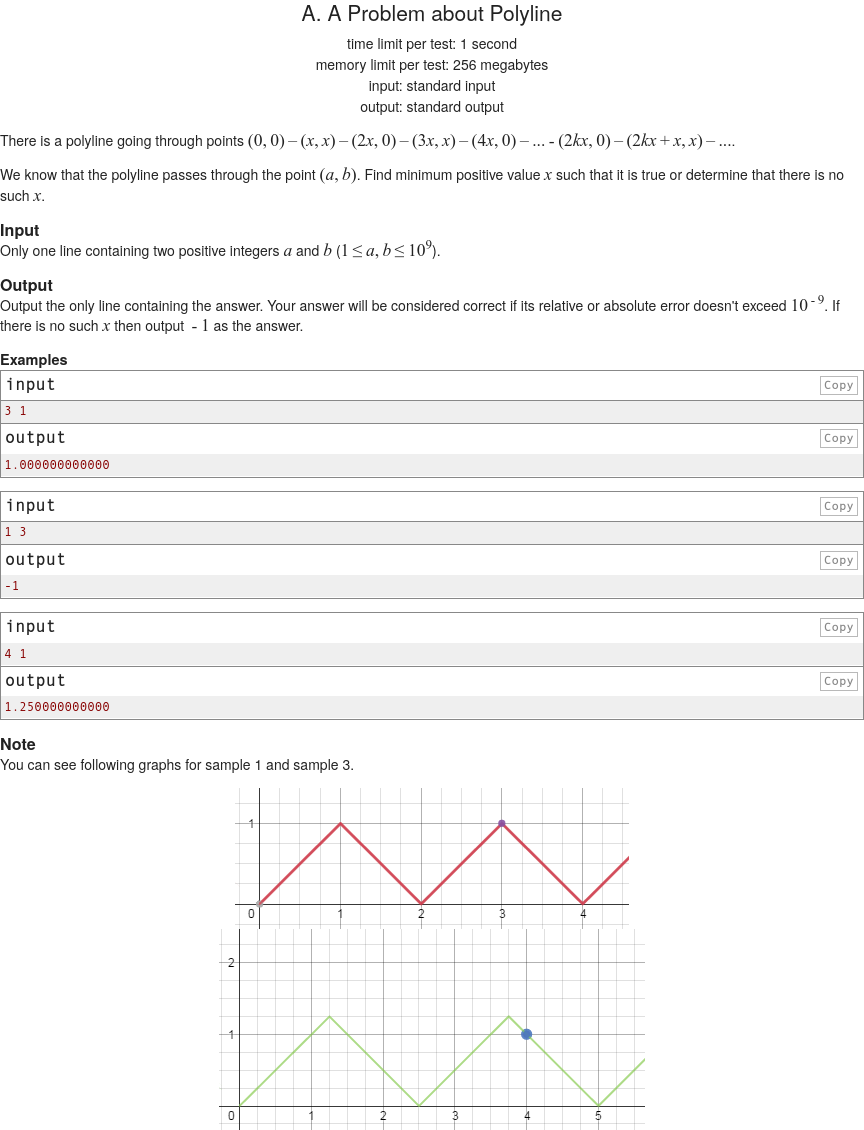 A. A Problem about Polyline
time limit per test: 1 second
memory limit per test: 256 megabytes
input: standard input
output: standard output
There is a polyline going through points (0, 0) – (x, x) – (2x, 0) – (3x, x) – (4x, 0) – ... - (2kx, 0) – (2kx + x, x) – ....
We know that the polyline passes through the point (a, b). Find minimum positive value x such that it is true or determine that there is no
such x.
Input
Only one line containing two positive integers a and b (1 ≤ a, b ≤ 10^9).
Output
Output the only line containing the answer. Your answer will be considered correct if its relative or absolute error doesn't exceed 10^ - 9. If
there is no such x then output - 1 as the answer.
Examples
input Copy
3 1
output Copy
1.000000000000
input Copy
1 3
output Copy
-1
input Copy
4 1
output Copy
1.250000000000
Note
You can see following graphs for sample 1 and sample 3.
1
0 1 2 3 4
2
1
0 1 2 3 4 5